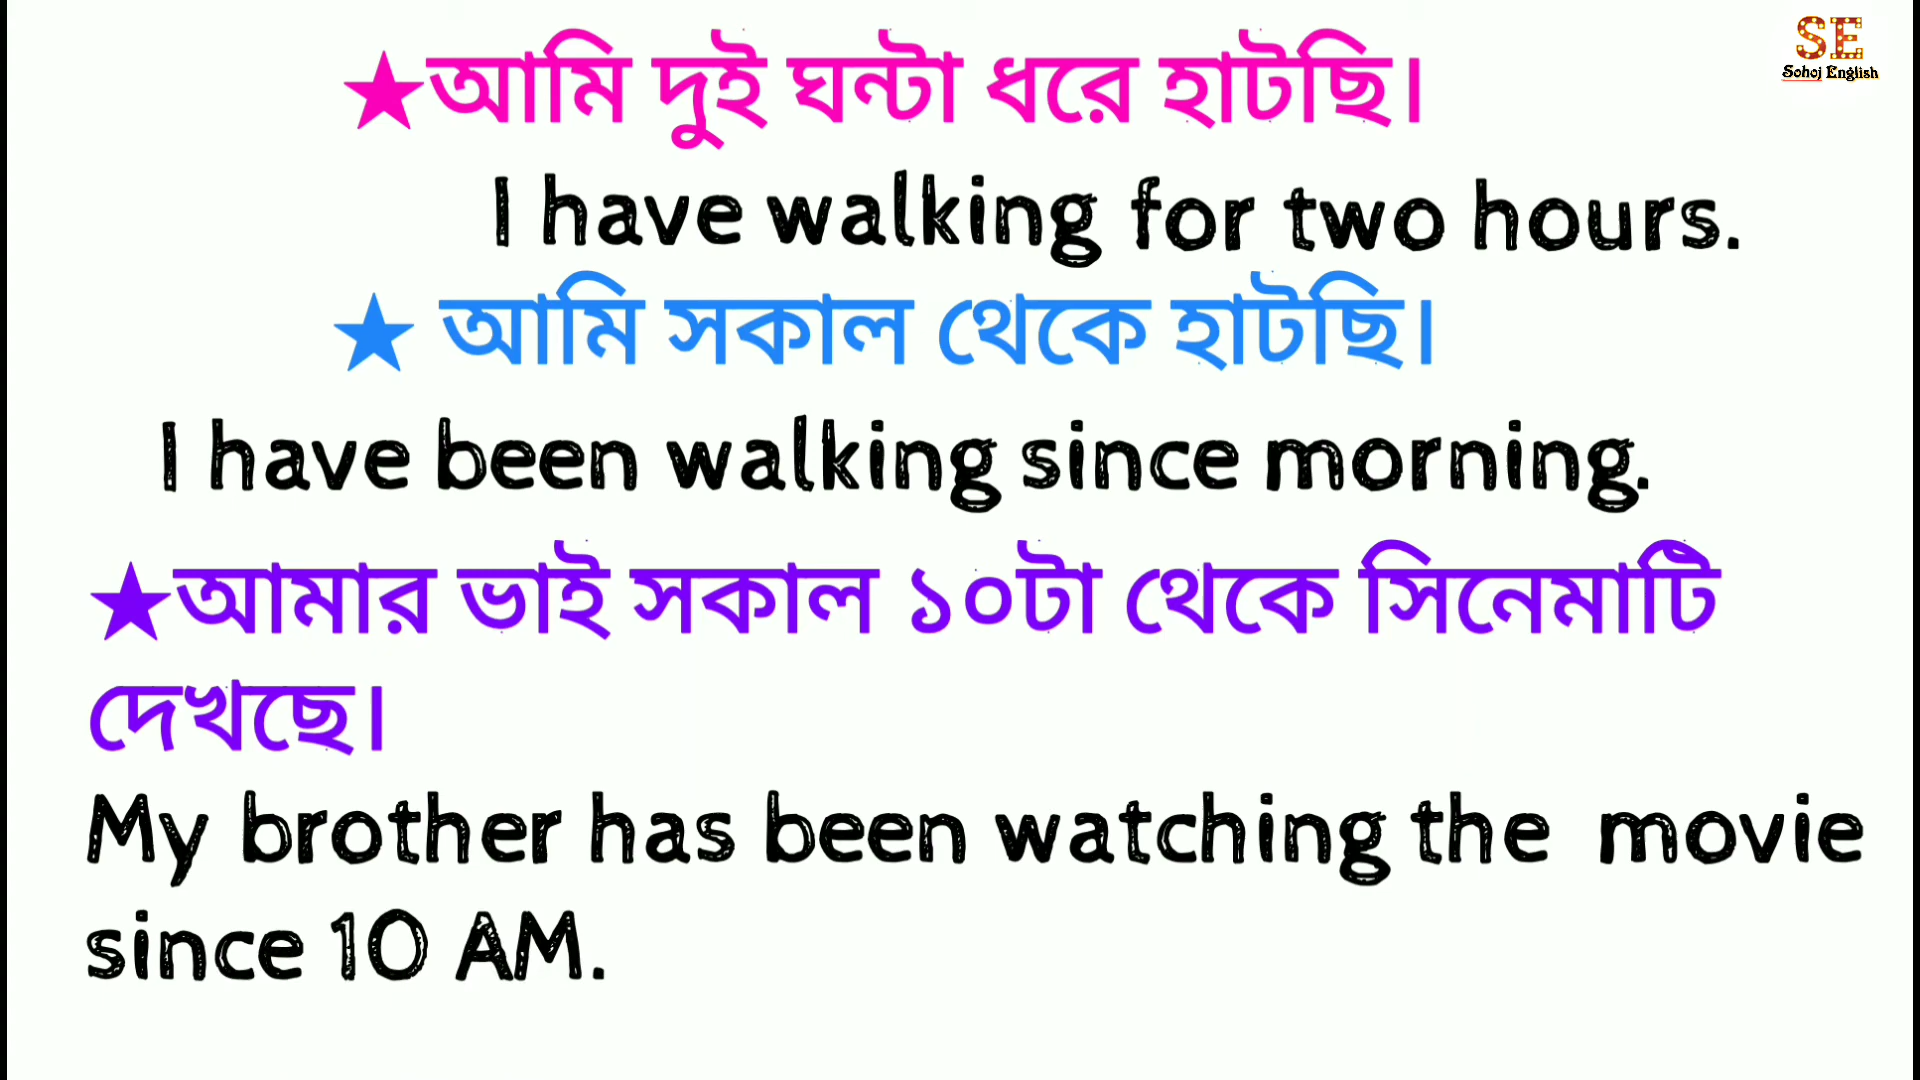 SE
Sohoj English
★আমি দুই ঘন্টা ধরে হাটছি।
I have walking for two hours.
★ আমি সকাল থেকে হাটছি।
I have been walking since morning.
★আমার ভাই সকাল ১০টা থেকে সিনেমাটি
দেখছে।
My brother has been watching the movie
since 10 AM.